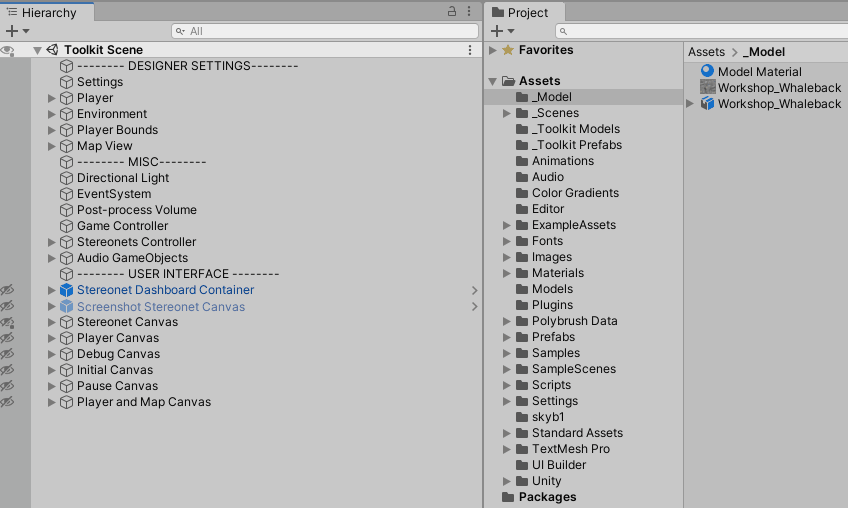 Hierarchy
All
Toolkit Scene
-------- DESIGNER SETTINGS--------
Settings
Player
Environment
Player Bounds
Map View
-------- MISC--------
Directional Light
EventSystem
Post-process Volume
Game Controller
Stereonets Controller
Audio GameObjects
-------- USER INTERFACE --------
Stereonet Dashboard Container
Screenshot Stereonet Canvas
Stereonet Canvas
Player Canvas
Debug Canvas
Initial Canvas
Pause Canvas
Player and Map Canvas
Project
Favorites
Assets
_Model
_Scenes
_Toolkit Models
_Toolkit Prefabs
Animations
Audio
Color Gradients
Editor
ExampleAssets
Fonts
Images
Materials
Models
Plugins
Polybrush Data
Prefabs
Samples
SampleScenes
Scripts
Settings
skyb1
Standard Assets
TextMesh Pro
UI Builder
Unity
Packages
Assets > _Model
Model Material
Workshop_Whaleback
Workshop_Whaleback